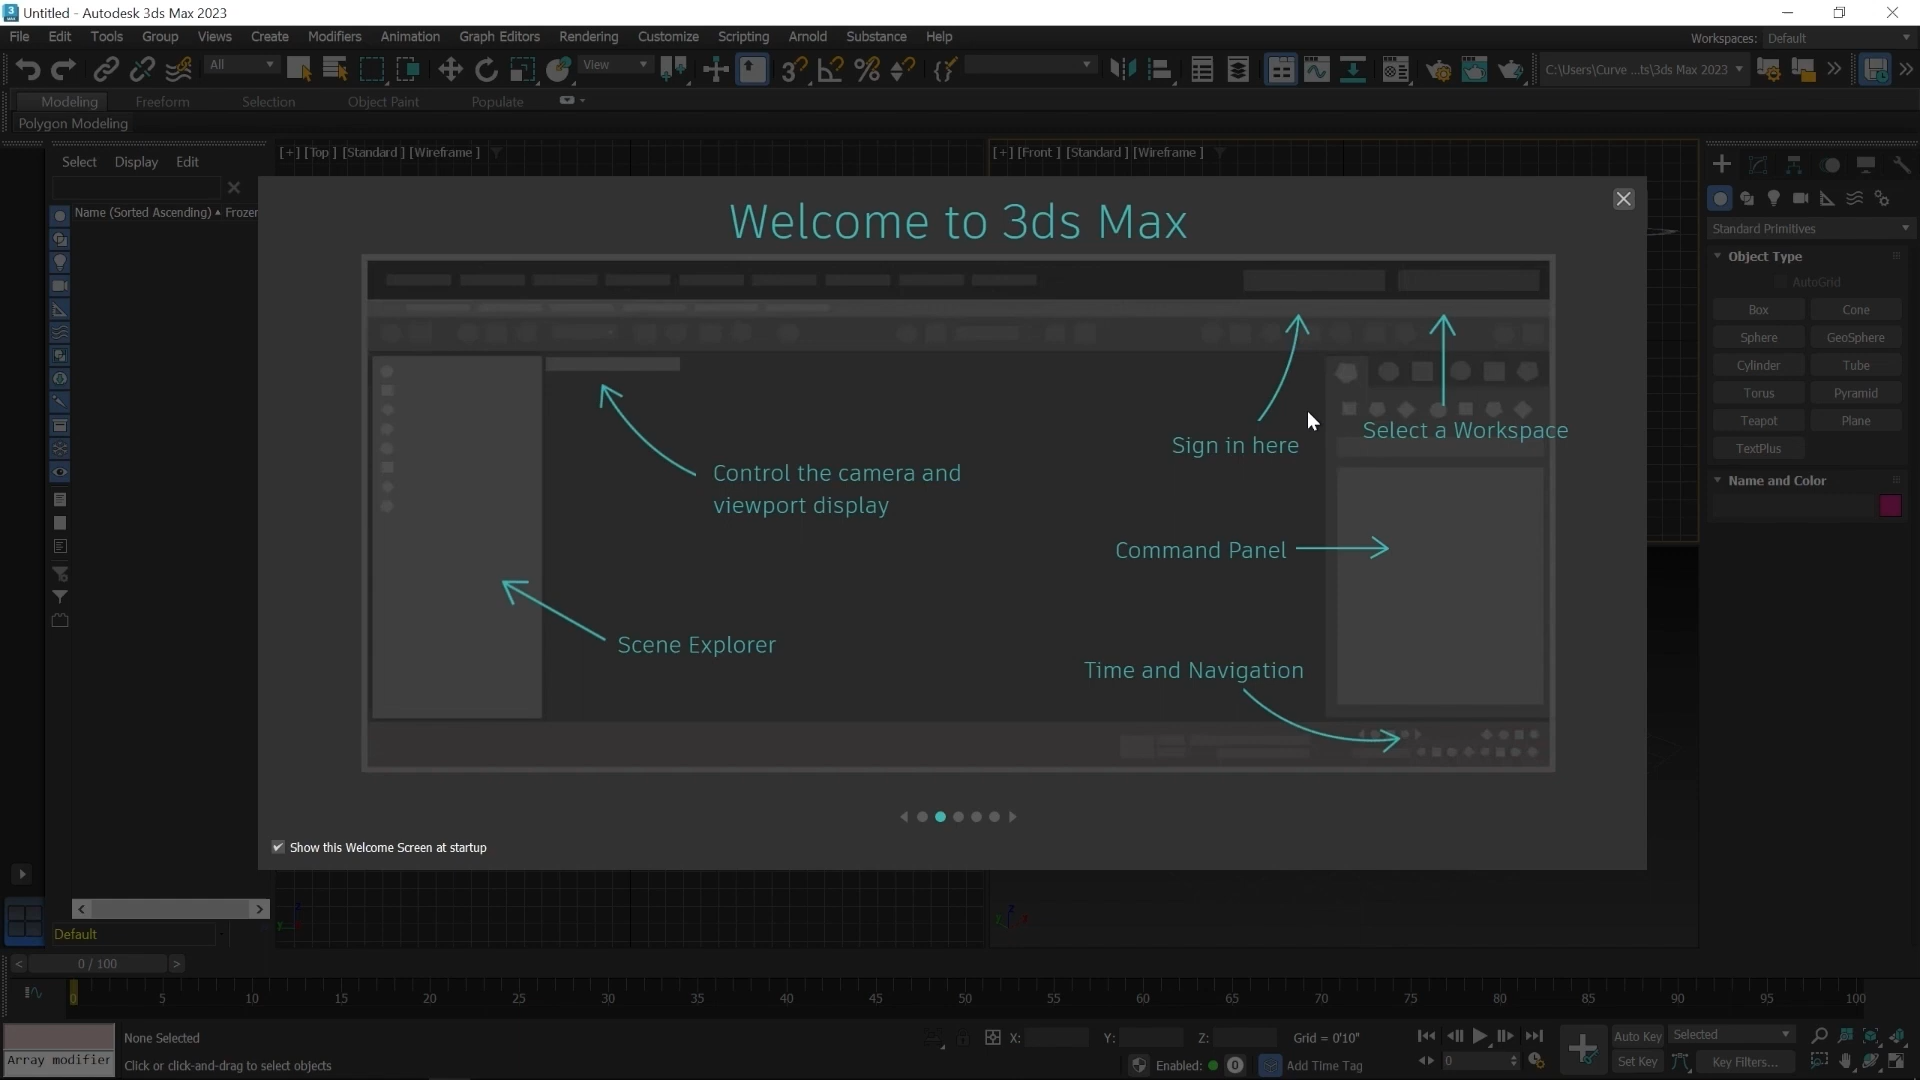 Untitled - Autodesk 3ds Max 2023
File Edit Tools Group Views Create Modifiers Animation Graph Editors Rendering Customize Scripting Arnold Substance Help
Workspaces: Default
All
View
C:\Users\Curve ...ts\3ds Max 2023
Modeling Freeform Selection Object Paint Populate
Polygon Modeling
Select Display Edit
[+] [Top ] [Standard ] [Wireframe ]
[+] [Front ] [Standard ] [Wireframe ]
Name (Sorted Ascending) Frozen
Welcome to 3ds Max
Sign in here
Select a Workspace
Control the camera and
viewport display
Command Panel
Scene Explorer
Time and Navigation
Show this Welcome Screen at startup
Standard Primitives
Object Type
AutoGrid
Box Cone
Sphere GeoSphere
Cylinder Tube
Torus Pyramid
Teapot Plane
TextPlus
Name and Color
Default
< 0 / 100 >
0 5 10 15 20 25 30 35 40 45 50 55 60 65 70 75 80 85 90 95 100
Array modifier
None Selected
Click or click-and-drag to select objects
X: Y: Z: Grid = 0'10"
Enabled: 0 Add Time Tag
0
Auto Key Selected
Set Key Key Filters...